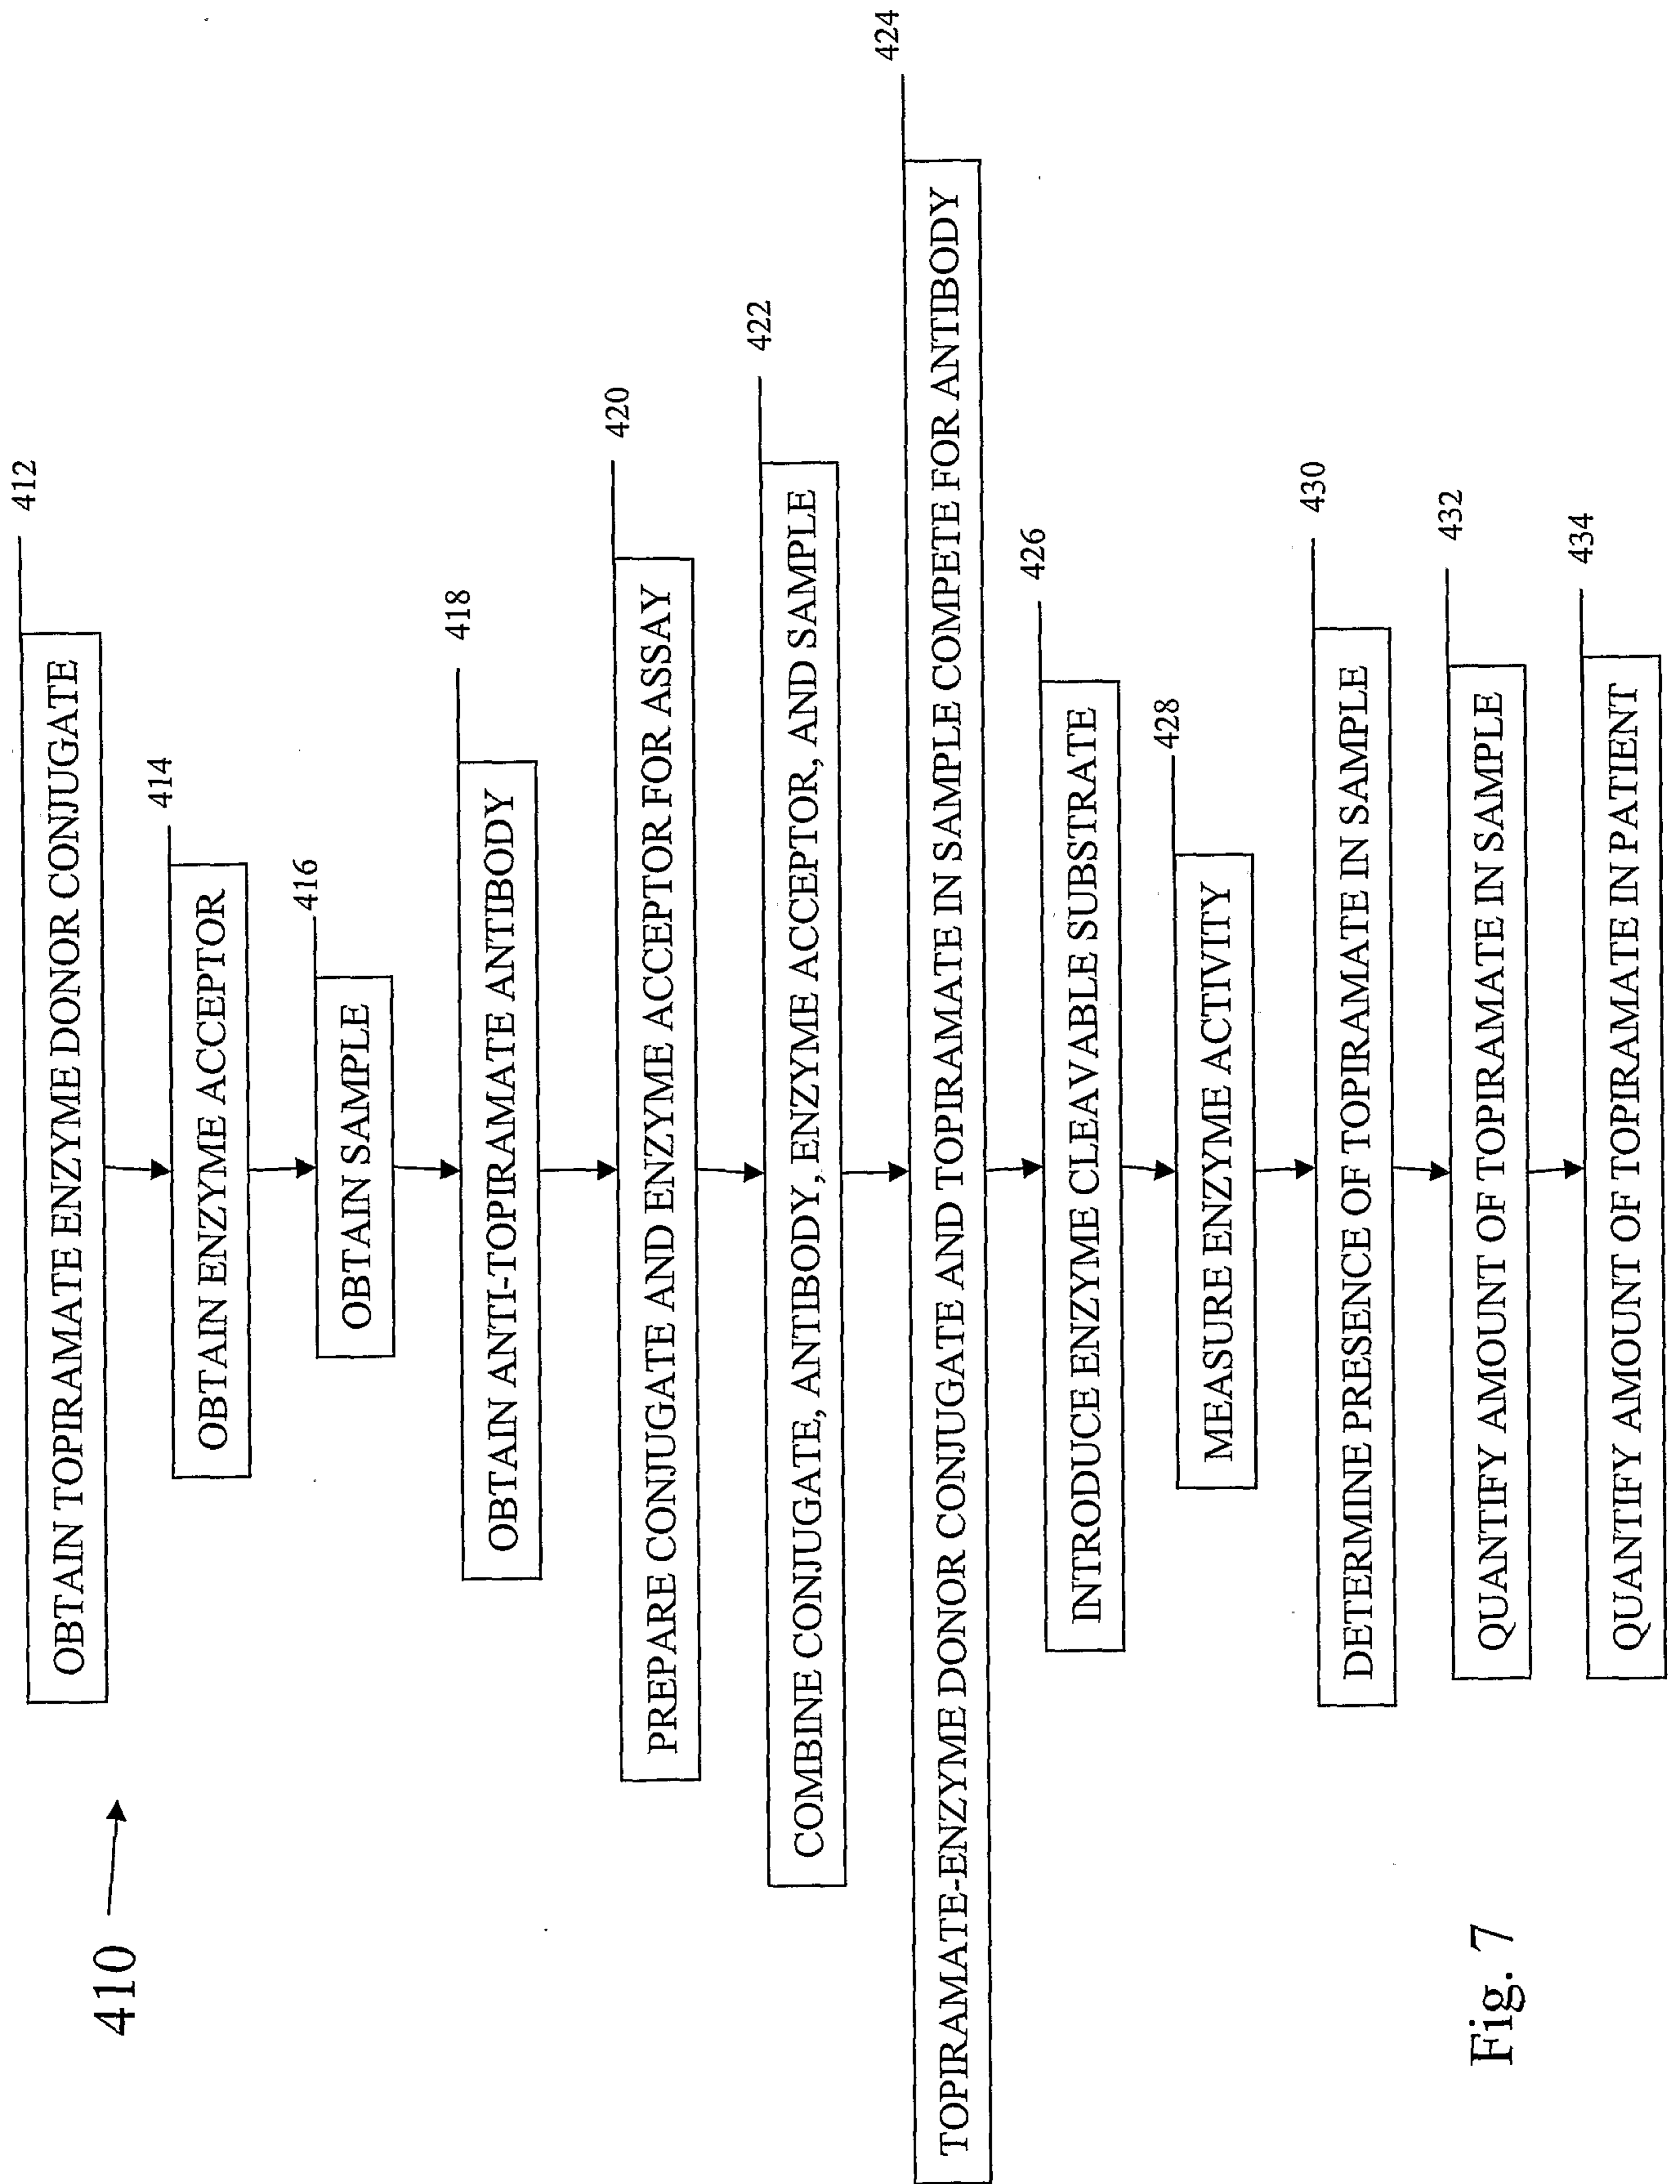 410
412
OBTAIN TOPIRAMATE ENZYME DONOR CONJUGATE
414
OBTAIN ENZYME ACCEPTOR
416
OBTAIN SAMPLE
418
OBTAIN ANTI-TOPIRAMATE ANTIBODY
420
PREPARE CONJUGATE AND ENZYME ACCEPTOR FOR ASSAY
422
COMBINE CONJUGATE, ANTIBODY, ENZYME ACCEPTOR, AND SAMPLE
424
TOPIRAMATE-ENZYME DONOR CONJUGATE AND TOPIRAMATE IN SAMPLE COMPETE FOR ANTIBODY
426
INTRODUCE ENZYME CLEAVABLE SUBSTRATE
428
MEASURE ENZYME ACTIVITY
430
DETERMINE PRESENCE OF TOPIRAMATE IN SAMPLE
432
QUANTIFY AMOUNT OF TOPIRAMATE IN SAMPLE
434
QUANTIFY AMOUNT OF TOPIRAMATE IN PATIENT
Fig. 7